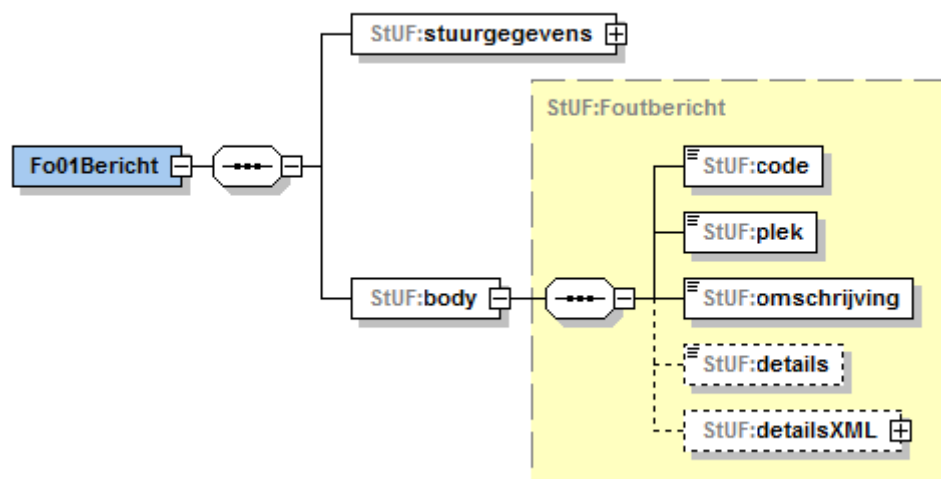 StUF:stuurgegevens
StUF:Foutbericht
Fo01Bericht
StUF:code
StUF:plek
StUF:body
StUF:omschrijving
StUF:details
StUF:detailsXML